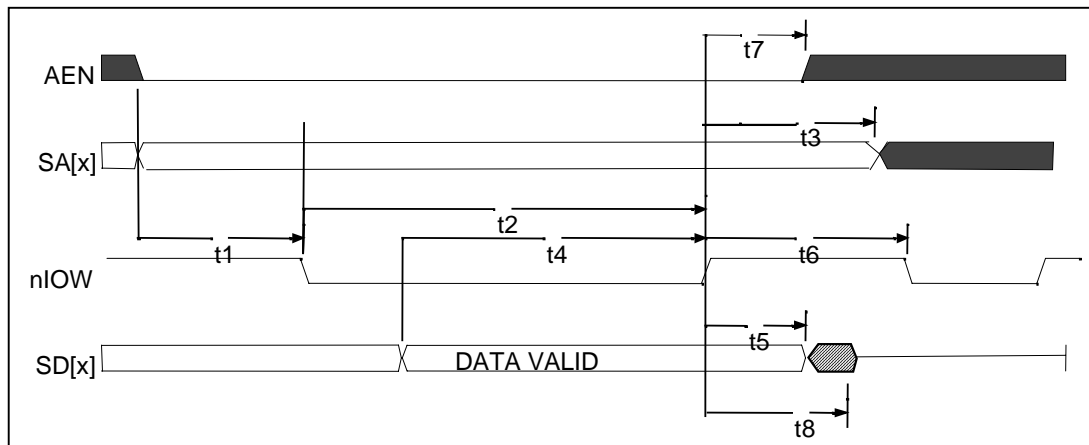 t7
AEN
t3
SA[x]
t2
t1
t4
t6
nIOW
t5
SD[x]
DATA VALID
t8